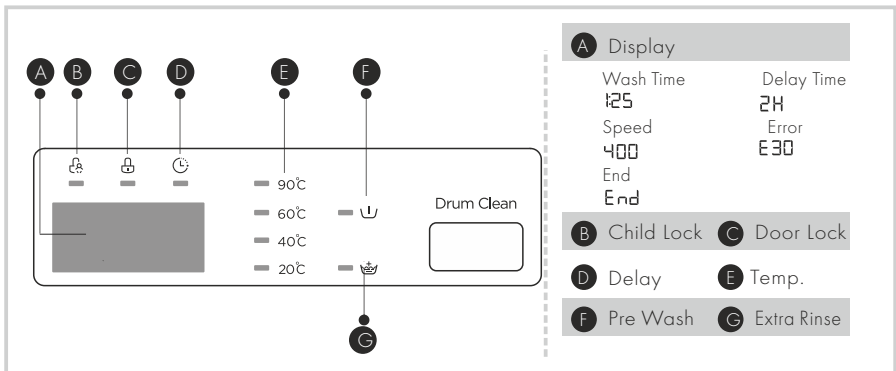 A B C D E F
90℃
60℃
40℃
20℃
Drum Clean
G
A Display
Wash Time Delay Time
1:25 2H
Speed Error
400 E30
End
End
B Child Lock C Door Lock
D Delay E Temp.
F Pre Wash G Extra Rinse